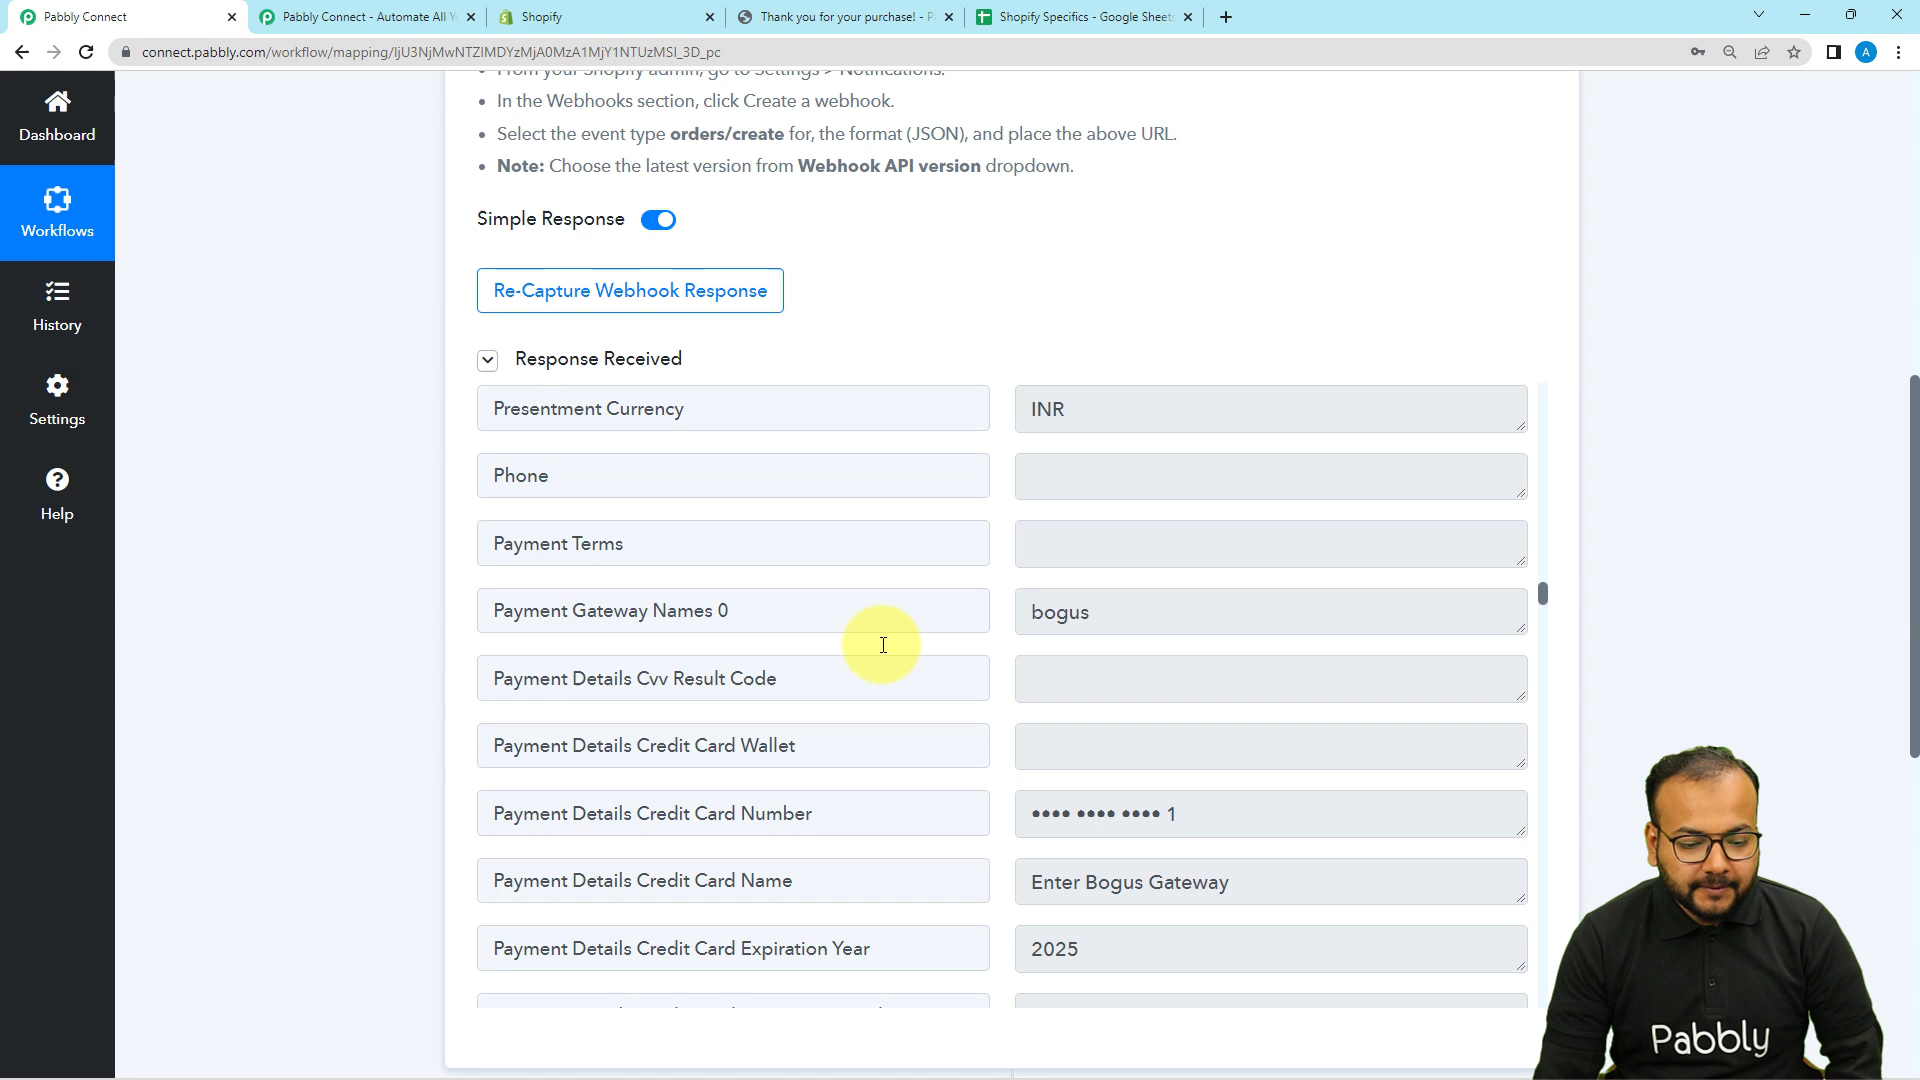 Pabbly Connect
Pabbly Connect - Automate All Y
Shopify
Thank you for your purchase! - P
Shopify Specifics - Google Sheets
connect.pabbly.com/workflow/mapping/IjU3NjMwNTZlMDYzMjA0MzA1MjY1NTUzMSI_3D_pc
A
Dashboard
Workflows
History
Settings
Help
From your Shopify admin, go to Settings > Notifications.
In the Webhooks section, click Create a webhook.
Select the event type orders/create for, the format (JSON), and place the above URL.
Note: Choose the latest version from Webhook API version dropdown.
Simple Response
Re-Capture Webhook Response
Response Received
Presentment Currency
INR
Phone
Payment Terms
Payment Gateway Names 0
bogus
Payment Details Cvv Result Code
Payment Details Credit Card Wallet
Payment Details Credit Card Number
•••• •••• •••• 1
Payment Details Credit Card Name
Enter Bogus Gateway
Payment Details Credit Card Expiration Year
2025
Pabbly